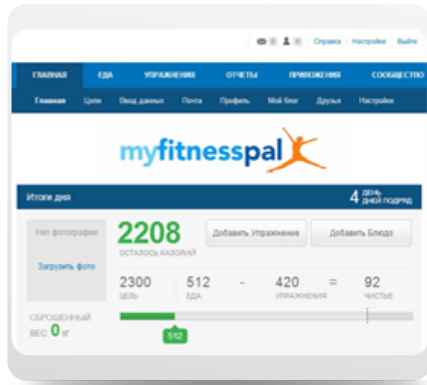 Справка Настройки Выйти
ГЛАВНАЯ ЕДА УПРАЖНЕНИЯ ОТЧЕТЫ ПРИЛОЖЕНИЯ СООБЩЕСТВО
Главная Цели Ввод данных Почта Профиль Мой блог Друзья Настройки
myfitnesspal
Итоги дня
4 ДЕНЬ
ДНЕЙ ПОДРЯД
Нет фотографии
Загрузить фото
2208
ОСТАЛОСЬ КАЛОРИЙ
Добавить Упражнение Добавить Блюдо
2300 512 - 420 = 92
ЦЕЛЬ ЕДА УПРАЖНЕНИЯ ЧИСТЫЕ
СБРОШЕННЫЙ
ВЕС: 0 кг
512